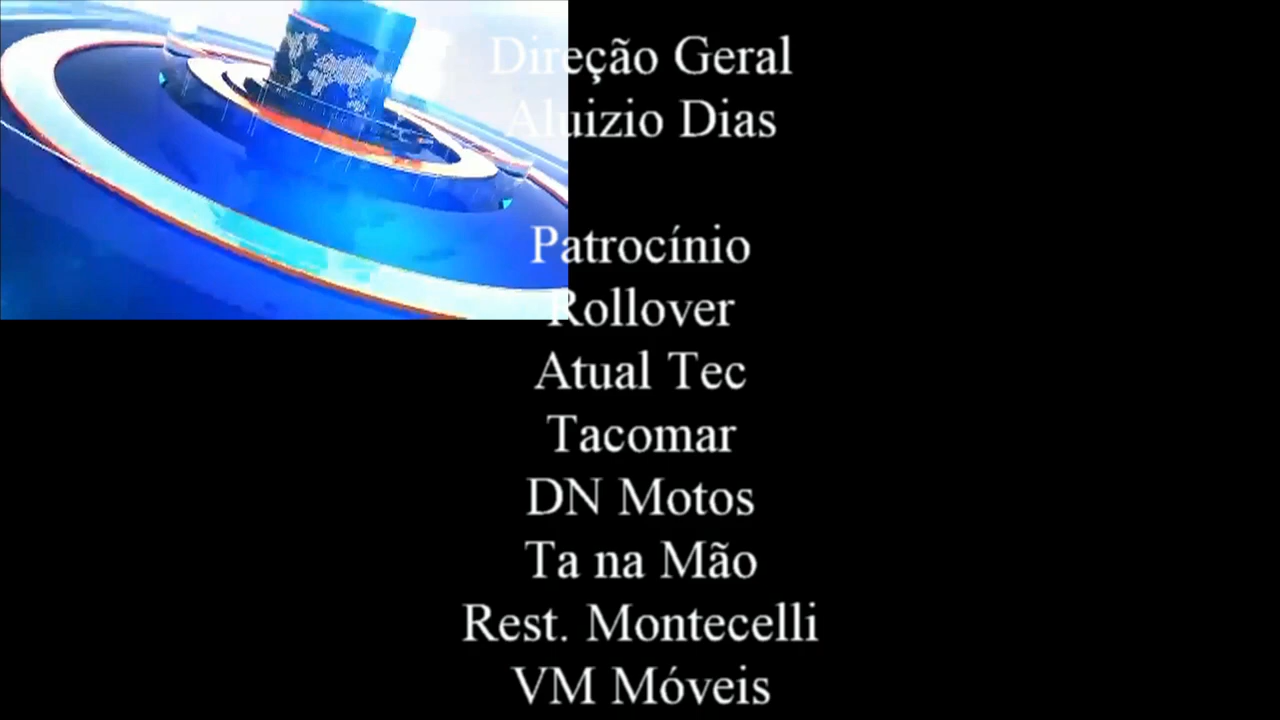 Direção Geral
Aluizio Dias
Patrocínio
Rollover
Atual Tec
Tacomar
DN Motos
Ta na Mão
Rest. Montecelli
VM Móveis